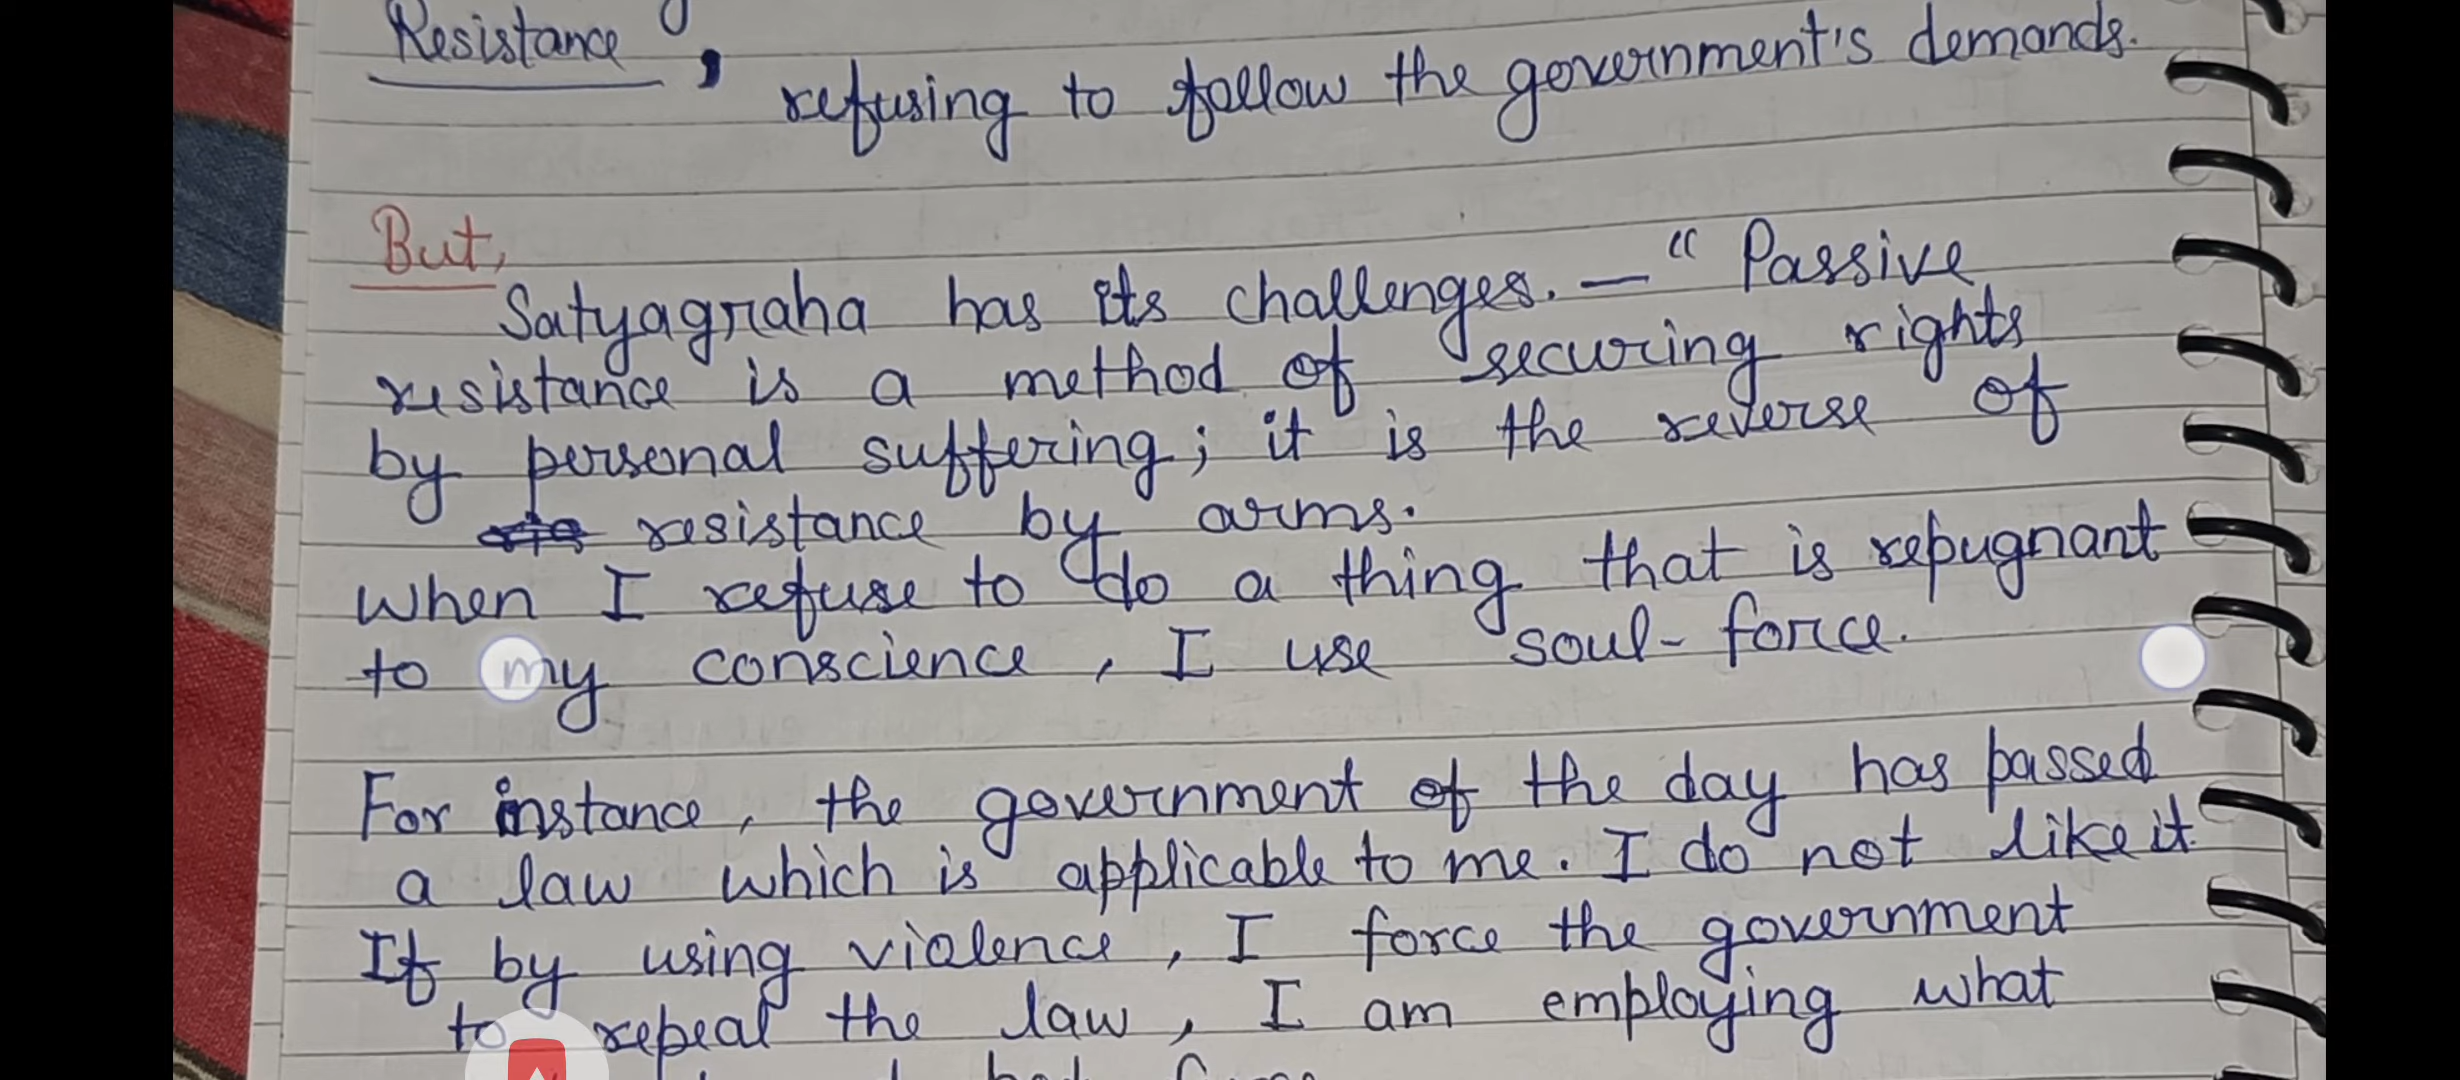 Resistance, refusing to follow the government's demands.
But,
Satyagraha has its challenges. — " Passive
resistance is a method of securing rights
by personal suffering; it is the reverse of
resistance by arms.
When I refuse to do a thing that is repugnant
to my conscience, I use soul-force.
For instance, the government of the day has passed
a law which is applicable to me. I do not like it.
If by using violence, I force the government
to repeal the law, I am employing what